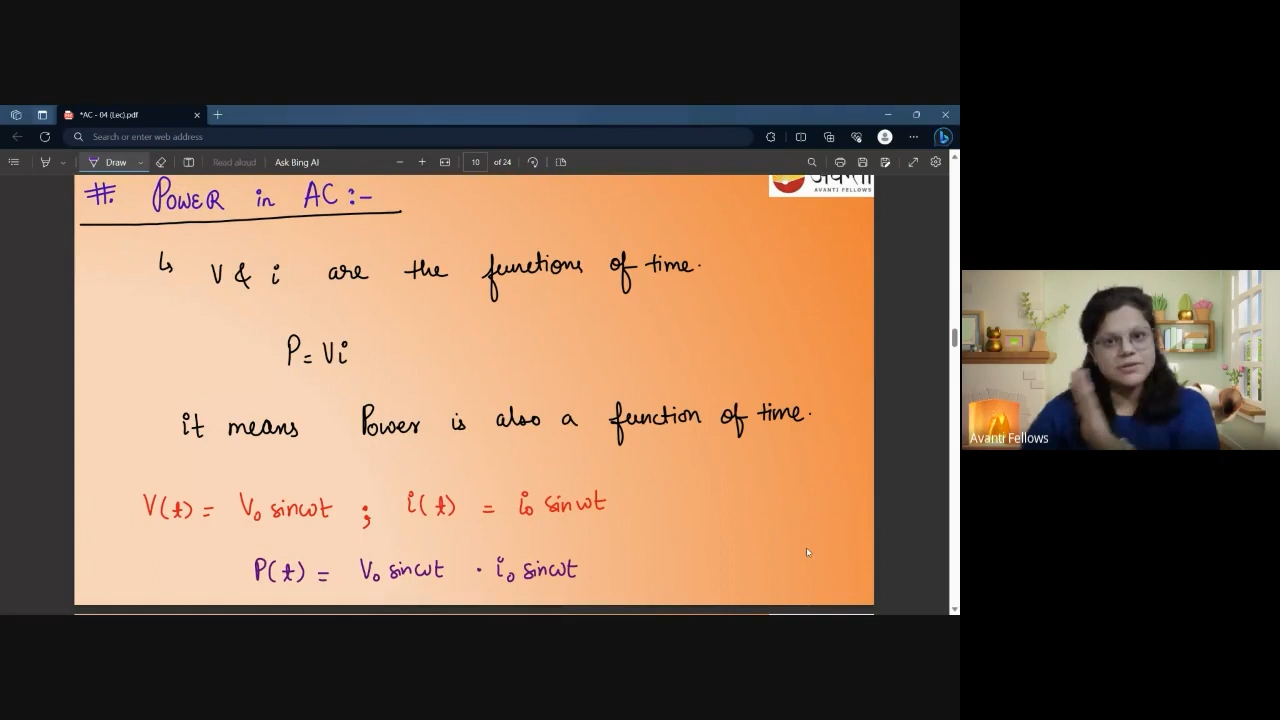 *AC - 04 (Lec).pdf
Search or enter web address
Draw
Read aloud
Ask Bing AI
10 of 24
अवन्ती
AVANTI FELLOWS
#. POWER in AC :-
↳ V & i are the functions of time.
P = Vi
it means Power is also a function of time.
V(t) = V₀ sinωt ; i(t) = i₀ sinωt
P(t) = V₀ sinωt · i₀ sinωt
Avanti Fellows